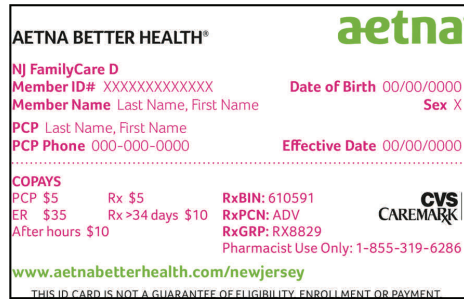 aetna
AETNA BETTER HEALTH®
NJ FamilyCare D
Member ID# XXXXXXXXXXXXX Date of Birth 00/00/0000
Member Name Last Name, First Name Sex X
PCP Last Name, First Name
PCP Phone 000-000-0000 Effective Date 00/00/0000
COPAYS
PCP $5 Rx $5 RxBIN: 610591 CVS
ER $35 Rx >34 days $10 RxPCN: ADV CAREMARK
After hours $10 RxGRP: RX8829
Pharmacist Use Only: 1-855-319-6286
www.aetnabetterhealth.com/newjersey
THIS ID CARD IS NOT A GUARANTEE OF ELIGIBILITY, ENROLLMENT OR PAYMENT.